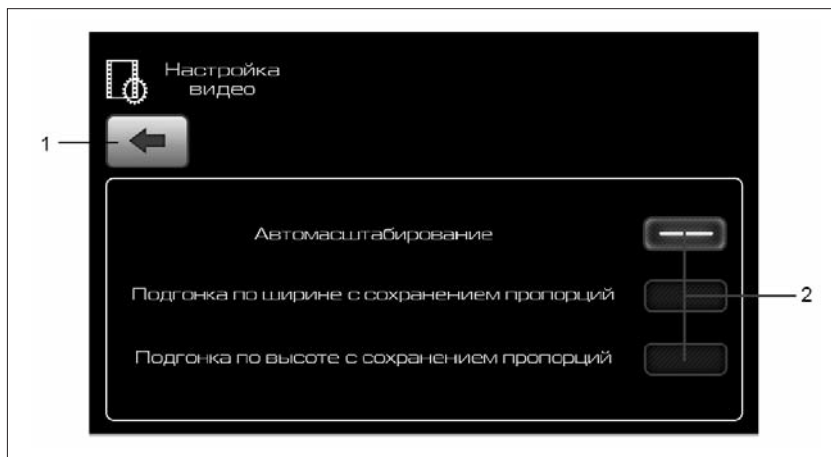 Настройка
видео
1
Автомасштабирование
Подгонка по ширине с сохранением пропорций
2
Подгонка по высоте с сохранением пропорций